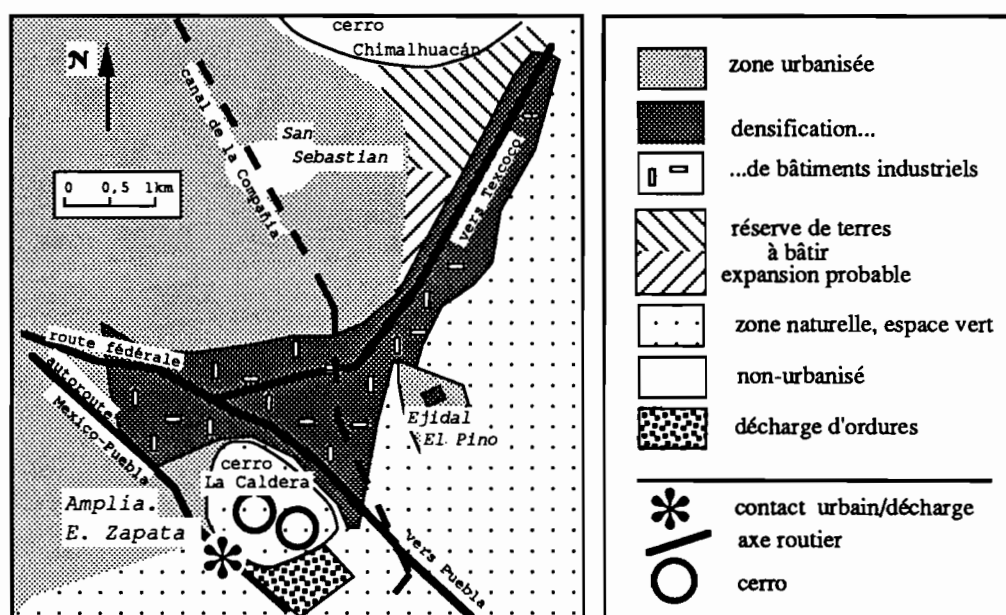 cerro
Chimalhuacán
N
canal de la Compañia
San
Sebastian
0 0,5 1km
vers Texcoco
route fédérale
autoroute
Mexico-Puebla
Ejidal
El Pino
cerro
La Caldera
Amplia.
E. Zapata
vers Puebla
zone urbanisée
densification...
...de bâtiments industriels
réserve de terres
à bâtir
expansion probable
zone naturelle, espace vert
non-urbanisé
décharge d'ordures
contact urbain/décharge
axe routier
cerro